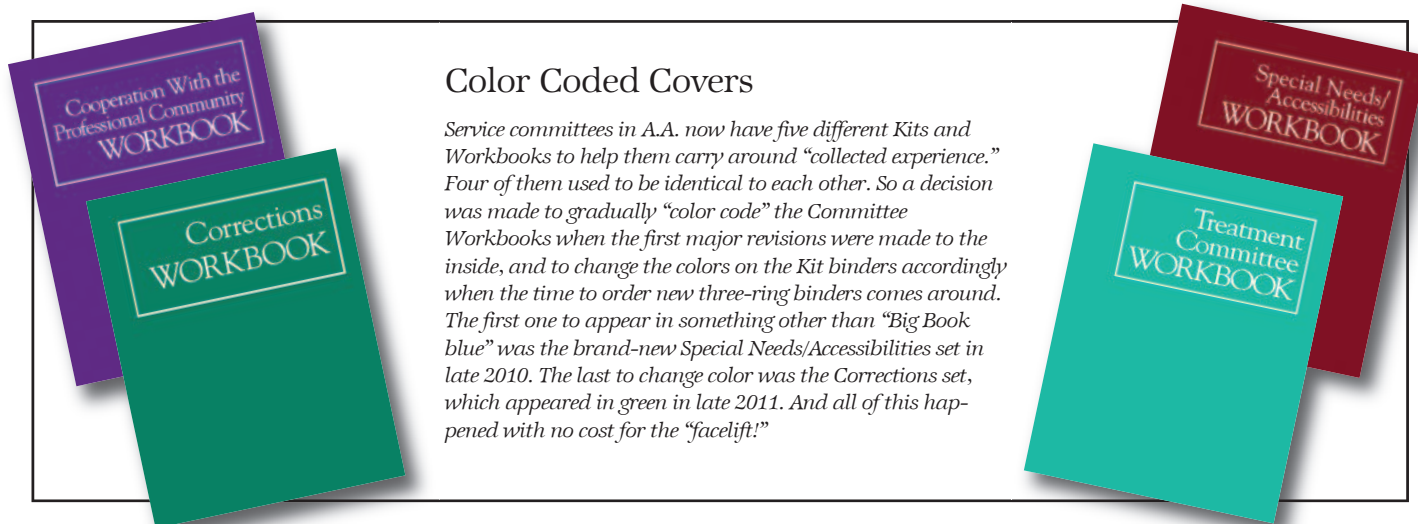 Cooperation With the
Professional Community
WORKBOOK
Corrections
WORKBOOK
Color Coded Covers
Service committees in A.A. now have five different Kits and
Workbooks to help them carry around “collected experience.”
Four of them used to be identical to each other. So a decision
was made to gradually “color code” the Committee
Workbooks when the first major revisions were made to the
inside, and to change the colors on the Kit binders accordingly
when the time to order new three-ring binders comes around.
The first one to appear in something other than “Big Book
blue” was the brand-new Special Needs/Accessibilities set in
late 2010. The last to change color was the Corrections set,
which appeared in green in late 2011. And all of this hap-
pened with no cost for the “facelift!”
Special Needs/
Accessibilities
WORKBOOK
Treatment
Committee
WORKBOOK